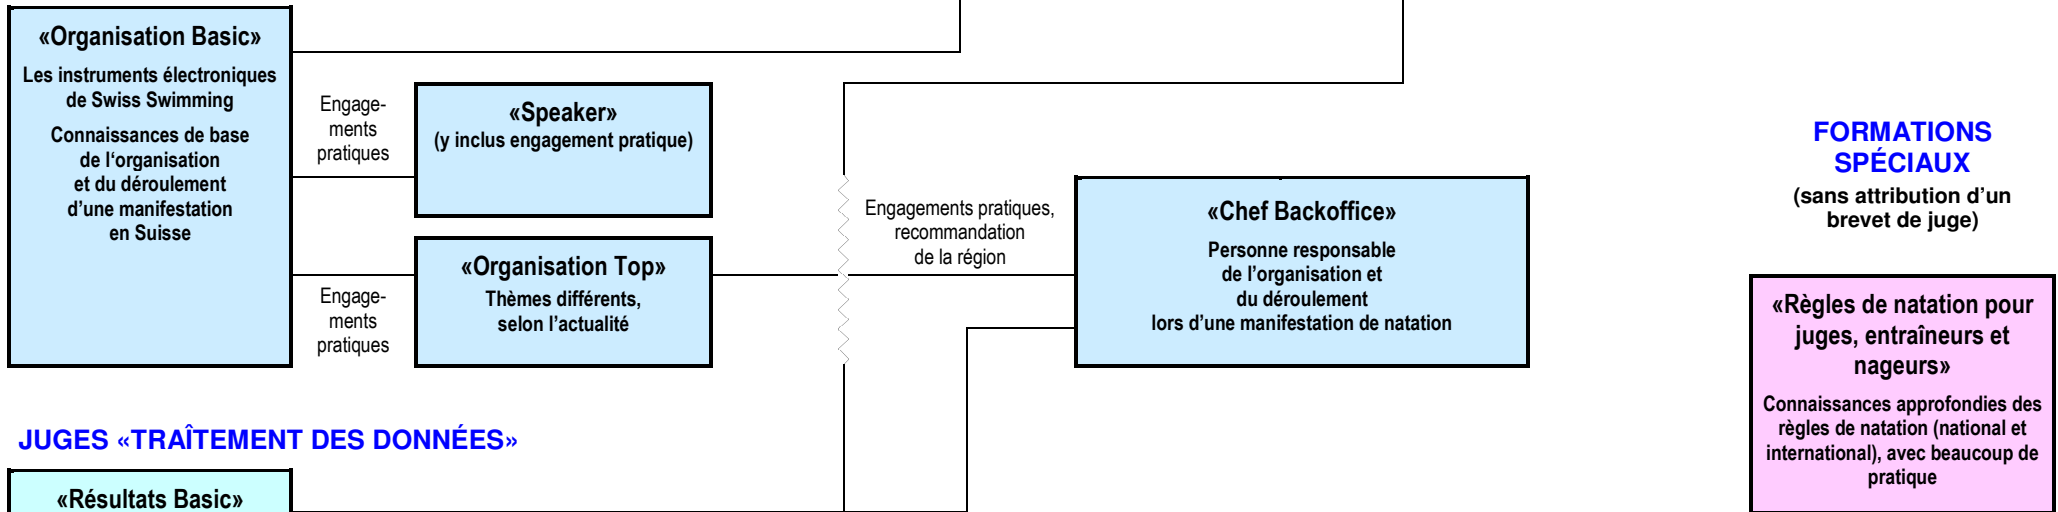 «Organisation Basic»
Les instruments électroniques
de Swiss Swimming
Connaissances de base
de l‘organisation
et du déroulement
d’une manifestation
en Suisse
Engage-
ments
pratiques
«Speaker»
(y inclus engagement pratique)
Engage-
ments
pratiques
«Organisation Top»
Thèmes différents,
selon l’actualité
Engagements pratiques,
recommandation
de la région
«Chef Backoffice»
Personne responsable
de l’organisation et
du déroulement
lors d’une manifestation de natation
FORMATIONS
SPÉCIAUX
(sans attribution d’un
brevet de juge)
«Règles de natation pour
juges, entraîneurs et
nageurs»
Connaissances approfondies des
règles de natation (national et
international), avec beaucoup de
pratique
JUGES «TRAÎTEMENT DES DONNÉES»
«Résultats Basic»